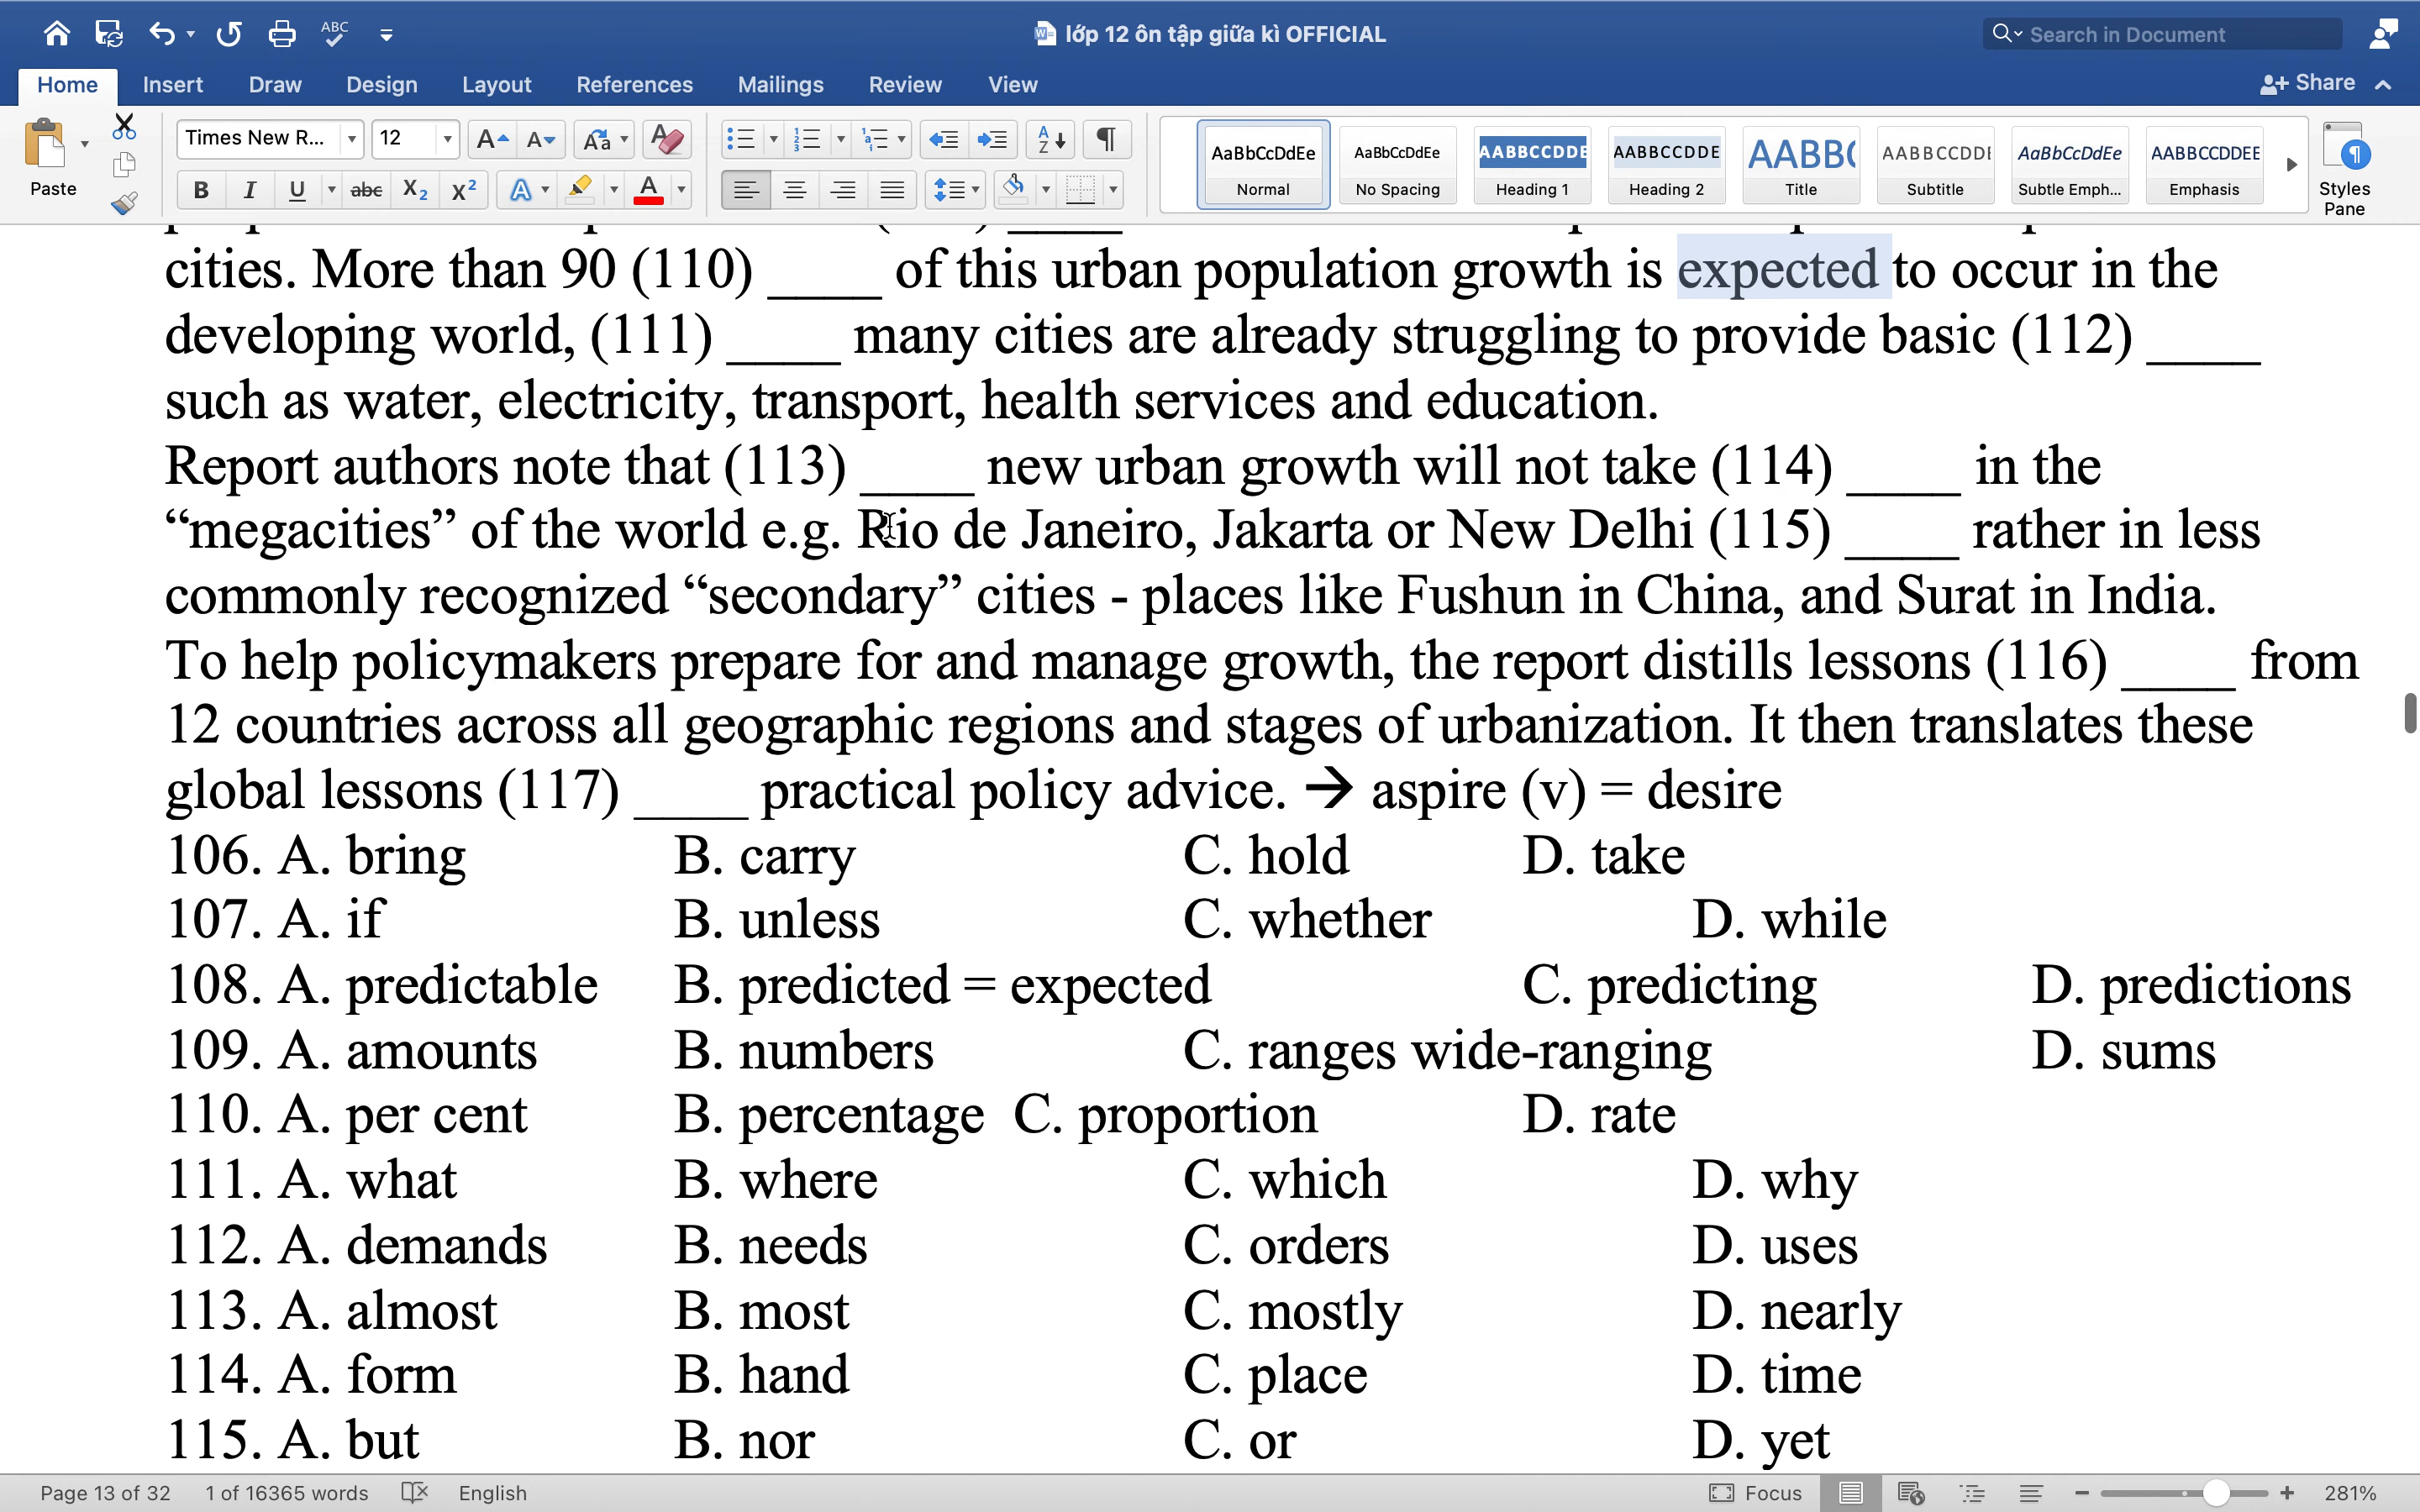 ABC
lớp 12 ôn tập giữa kì OFFICIAL
Search in Document
Home Insert Draw Design Layout References Mailings Review View
Share
Paste
Times New R... 12
AaBbCcDdEe AaBbCcDdEe AABBCCDDE AABBCCDDE AABBC AABBCCDDE AaBbCcDdEe AABBCCDDEE
Normal No Spacing Heading 1 Heading 2 Title Subtitle Subtle Emph... Emphasis
Styles Pane
cities. More than 90 (110) ____ of this urban population growth is expected to occur in the
developing world, (111) ____ many cities are already struggling to provide basic (112) ____
such as water, electricity, transport, health services and education.
Report authors note that (113) ____ new urban growth will not take (114) ____ in the
“megacities” of the world e.g. Rio de Janeiro, Jakarta or New Delhi (115) ____ rather in less
commonly recognized “secondary” cities - places like Fushun in China, and Surat in India.
To help policymakers prepare for and manage growth, the report distills lessons (116) ____ from
12 countries across all geographic regions and stages of urbanization. It then translates these
global lessons (117) ____ practical policy advice. → aspire (v) = desire
106. A. bring B. carry C. hold D. take
107. A. if B. unless C. whether D. while
108. A. predictable B. predicted = expected C. predicting D. predictions
109. A. amounts B. numbers C. ranges wide-ranging D. sums
110. A. per cent B. percentage C. proportion D. rate
111. A. what B. where C. which D. why
112. A. demands B. needs C. orders D. uses
113. A. almost B. most C. mostly D. nearly
114. A. form B. hand C. place D. time
115. A. but B. nor C. or D. yet
Page 13 of 32 1 of 16365 words English Focus 281%